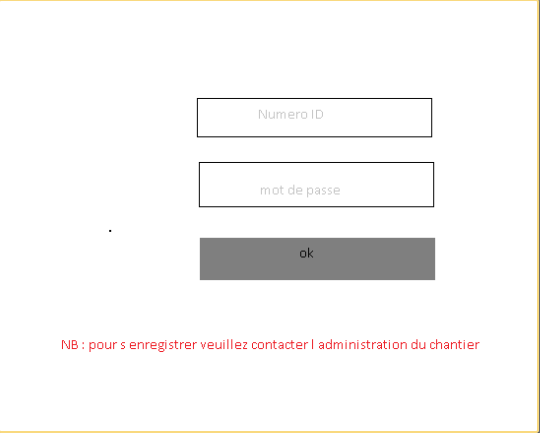 Numero ID
mot de passe
ok
NB : pour s enregistrer veuillez contacter l administration du chantier